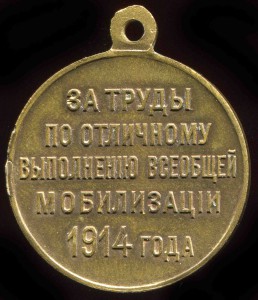 ЗА ТРУДЫ
ПО ОТЛИЧНОМУ
ВЫПОЛНЕНІЮ ВСЕОБЩЕЙ
МОБИЛИЗАЦІИ
1914 ГОДА